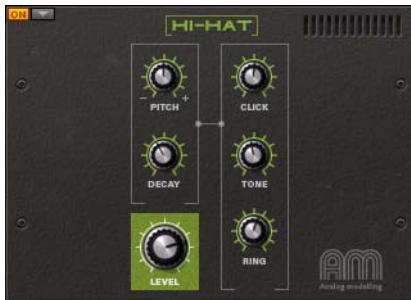 ON
HI-HAT
PITCH
CLICK
DECAY
TONE
LEVEL
RING
AM
Analog modelling